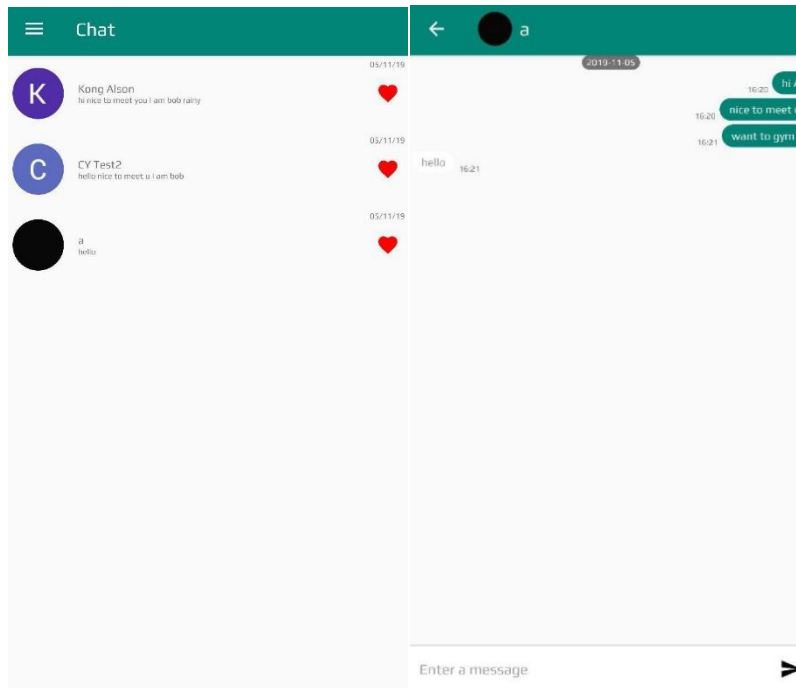 Chat
05/11/19
K
Kong Alson
hi nice to meet you I am bob rainy
05/11/19
C
CY Test2
hello nice to meet u I am bob
05/11/19
a
hello
a
2019-11-05
16:20 hi
16:20 nice to meet
16:21 want to gym
hello 16:21
Enter a message